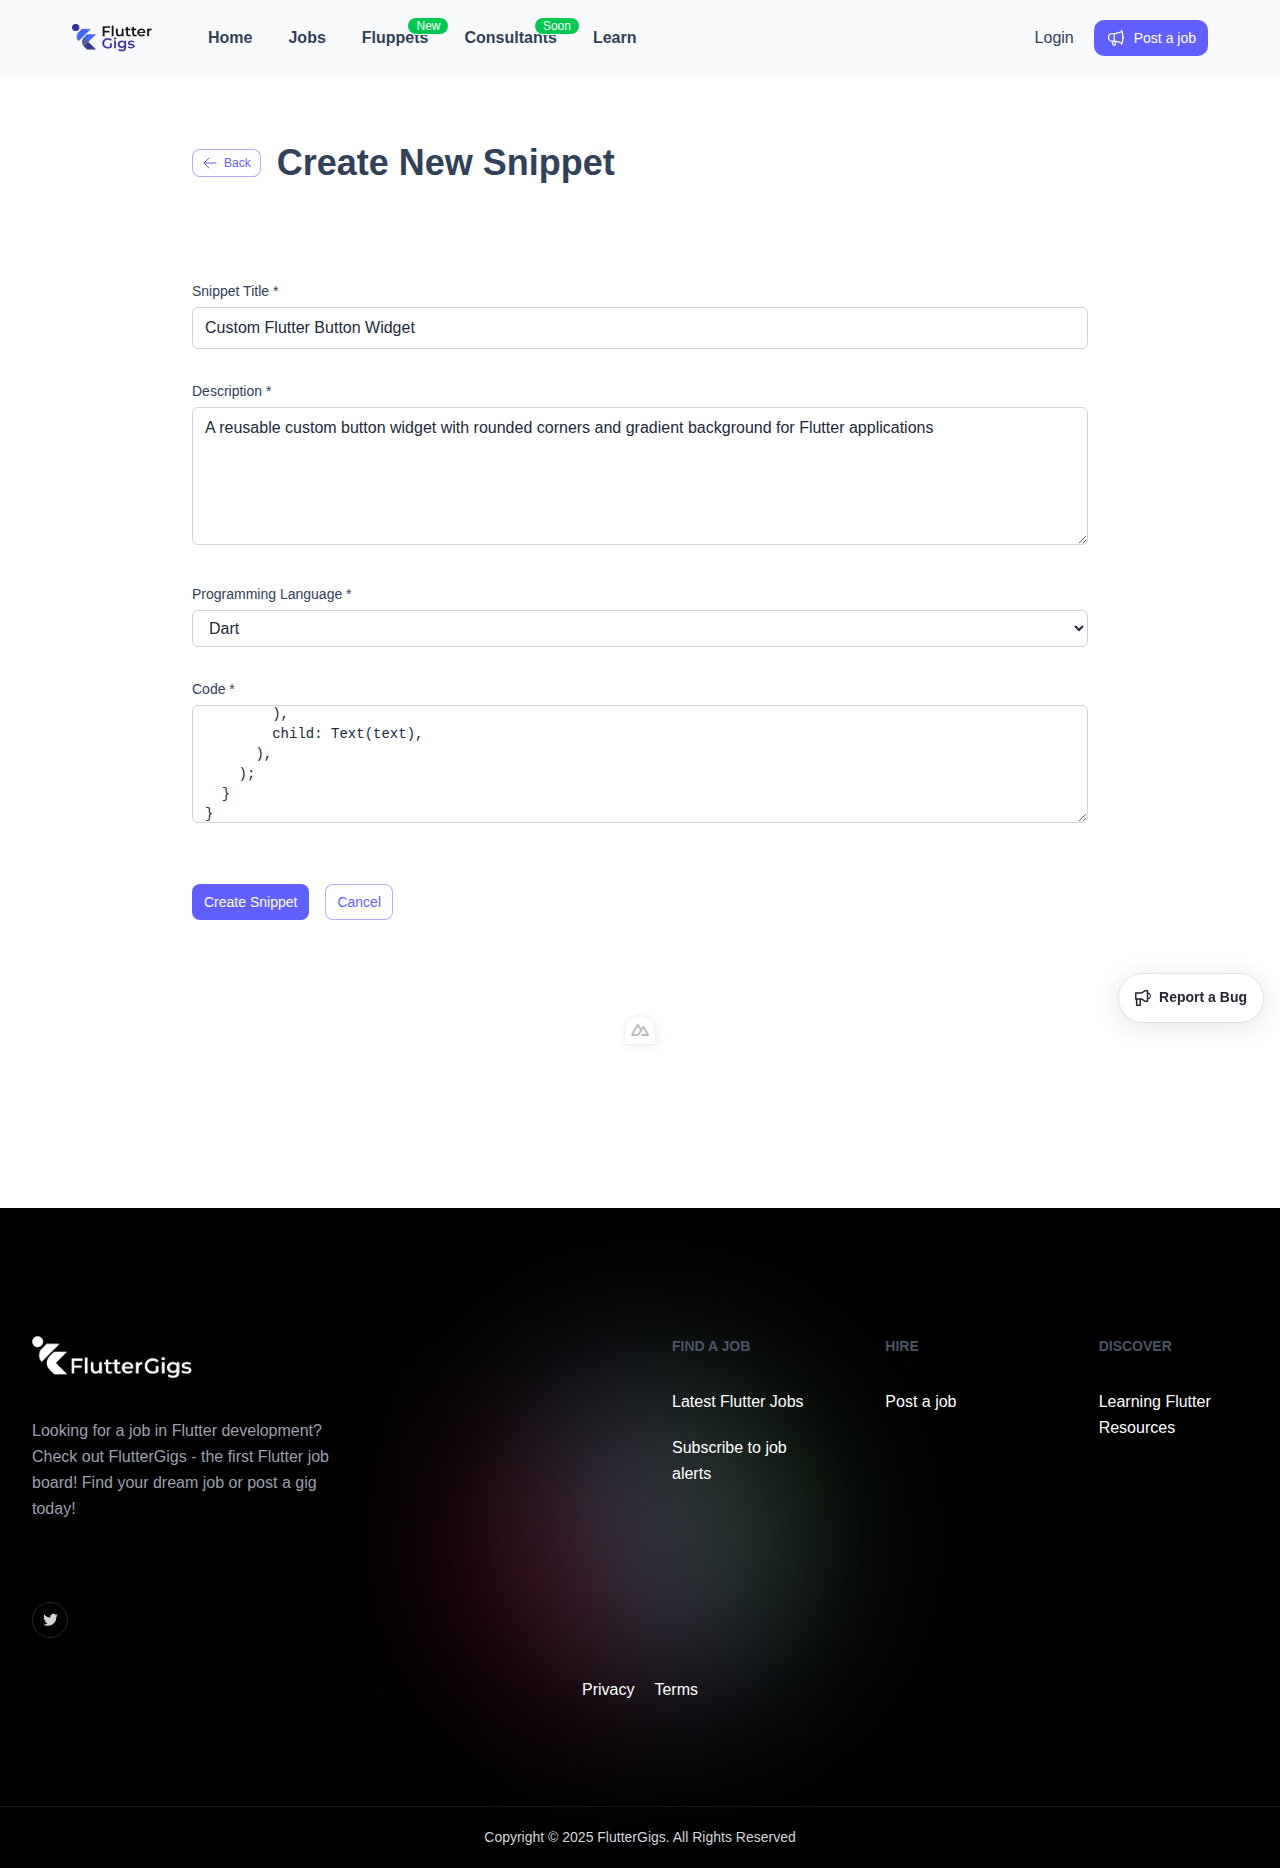 Flutter
Gigs
Home
Jobs
Fluppets
New
Consultants
Soon
Learn
Login
Post a job
Back
Create New Snippet
Snippet Title *
Custom Flutter Button Widget
Description *
A reusable custom button widget with rounded corners and gradient background for Flutter applications
Programming Language *
Dart
Code *
),
child: Text(text),
),
);
}
}
Create Snippet
Cancel
Report a Bug
FlutterGigs
Looking for a job in Flutter development?
Check out FlutterGigs - the first Flutter job
board! Find your dream job or post a gig
today!
FIND A JOB
Latest Flutter Jobs
Subscribe to job
alerts
HIRE
Post a job
DISCOVER
Learning Flutter
Resources
Privacy
Terms
Copyright © 2025 FlutterGigs. All Rights Reserved